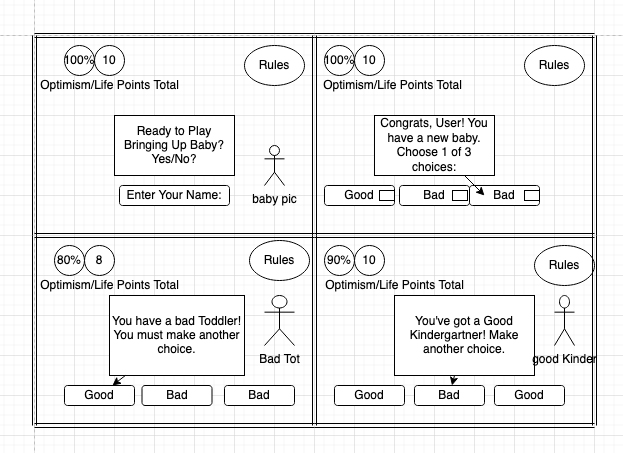 100% 10
Rules
Optimism/Life Points Total
Ready to Play
Bringing Up Baby?
Yes/No?
Enter Your Name:
baby pic
100% 10
Rules
Optimism/Life Points Total
Congrats, User! You
have a new baby.
Choose 1 of 3
choices:
Good
Bad
Bad
80% 8
Rules
Optimism/Life Points Total
You have a bad Toddler!
You must make another
choice.
Bad Tot
Good
Bad
Bad
90% 10
Rules
Optimism/Life Points Total
You've got a Good
Kindergartner! Make
another choice.
good Kinder
Good
Bad
Good